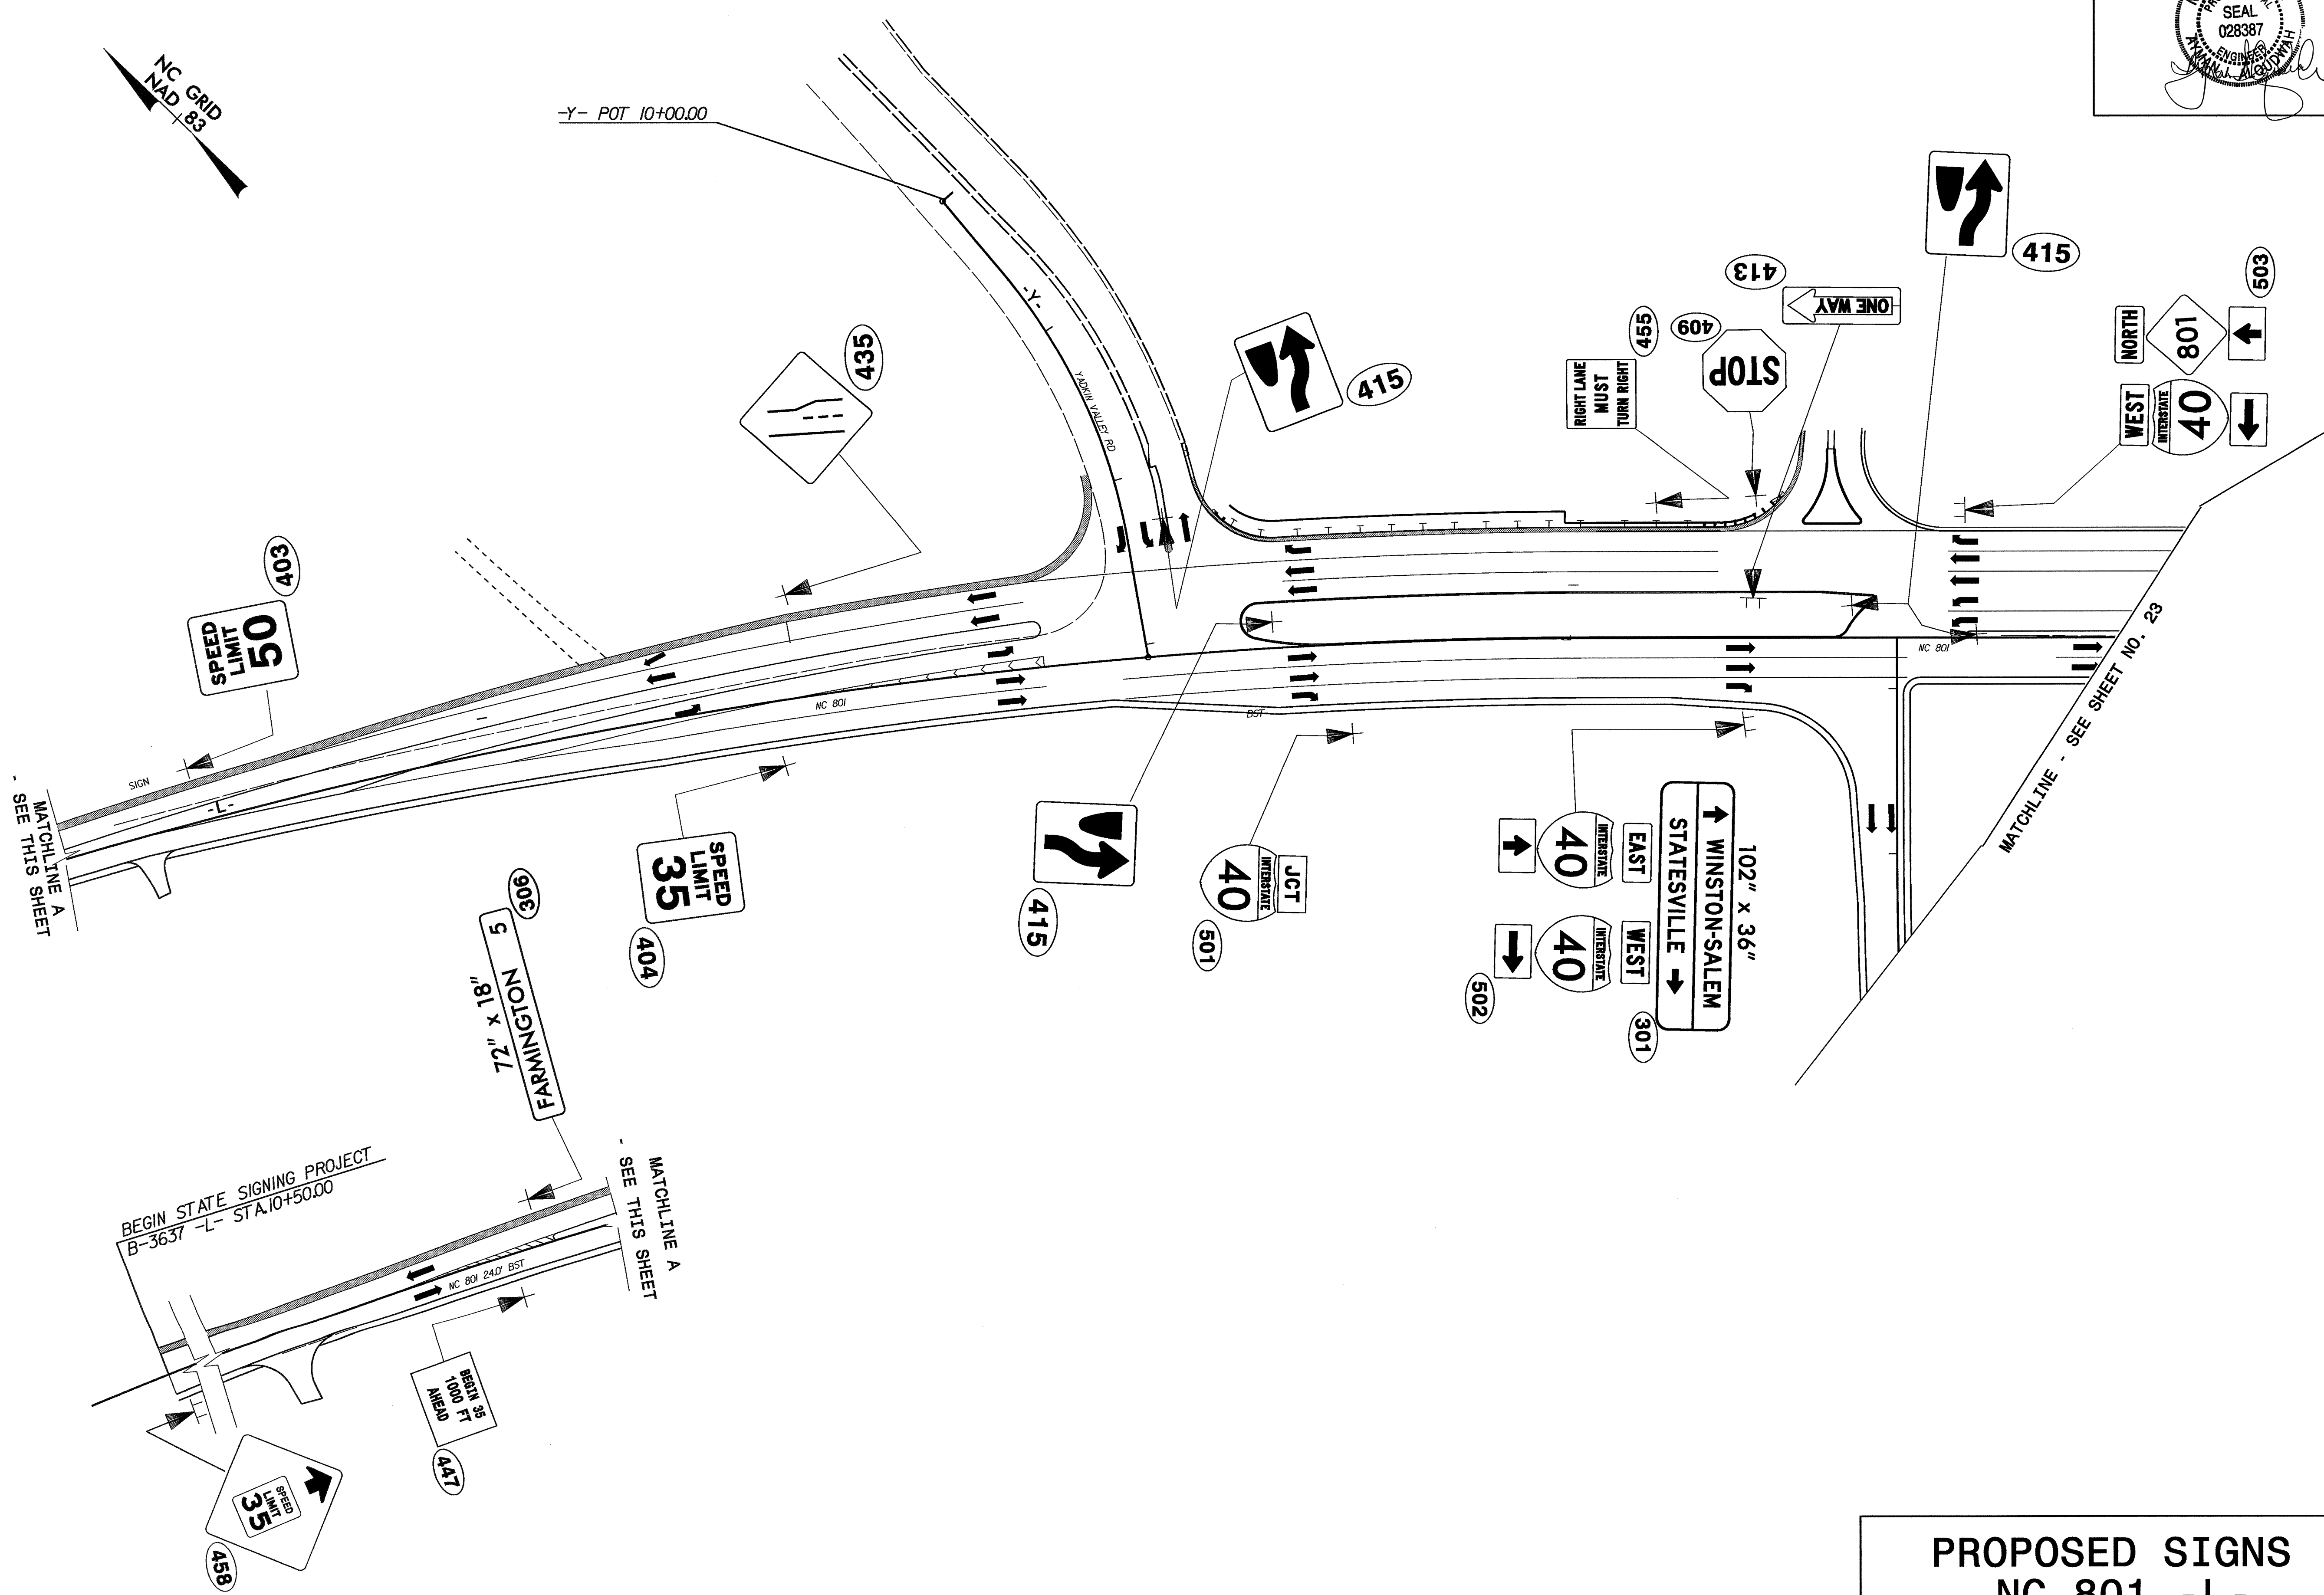 SEAL
028387
ENGINEER
AYMAN ALQUDWAH
NC GRID
NAD 83
-Y- POT 10+00.00
-Y-
YADKIN VALLEY RD
435
415
413
ONE WAY
409
STOP
455
RIGHT LANE
MUST
TURN RIGHT
415
503
NORTH
801
WEST
INTERSTATE
40
403
SPEED
LIMIT
50
SIGN
-L-
NC 801
BST
NC 801
MATCHLINE - SEE SHEET NO. 23
MATCHLINE A
- SEE THIS SHEET -
SPEED
LIMIT
35
404
415
JCT
INTERSTATE
40
501
EAST
INTERSTATE
40
WEST
INTERSTATE
40
502
102" x 36"
WINSTON-SALEM
STATESVILLE
301
306
FARMINGTON 5
72" x 18"
BEGIN STATE SIGNING PROJECT
B-3637 -L- STA.10+50.00
MATCHLINE A
- SEE THIS SHEET
NC 801 24.0' BST
BEGIN 35
1000 FT
AHEAD
447
SPEED
LIMIT
35
458
PROPOSED SIGNS
NC 801 -L-